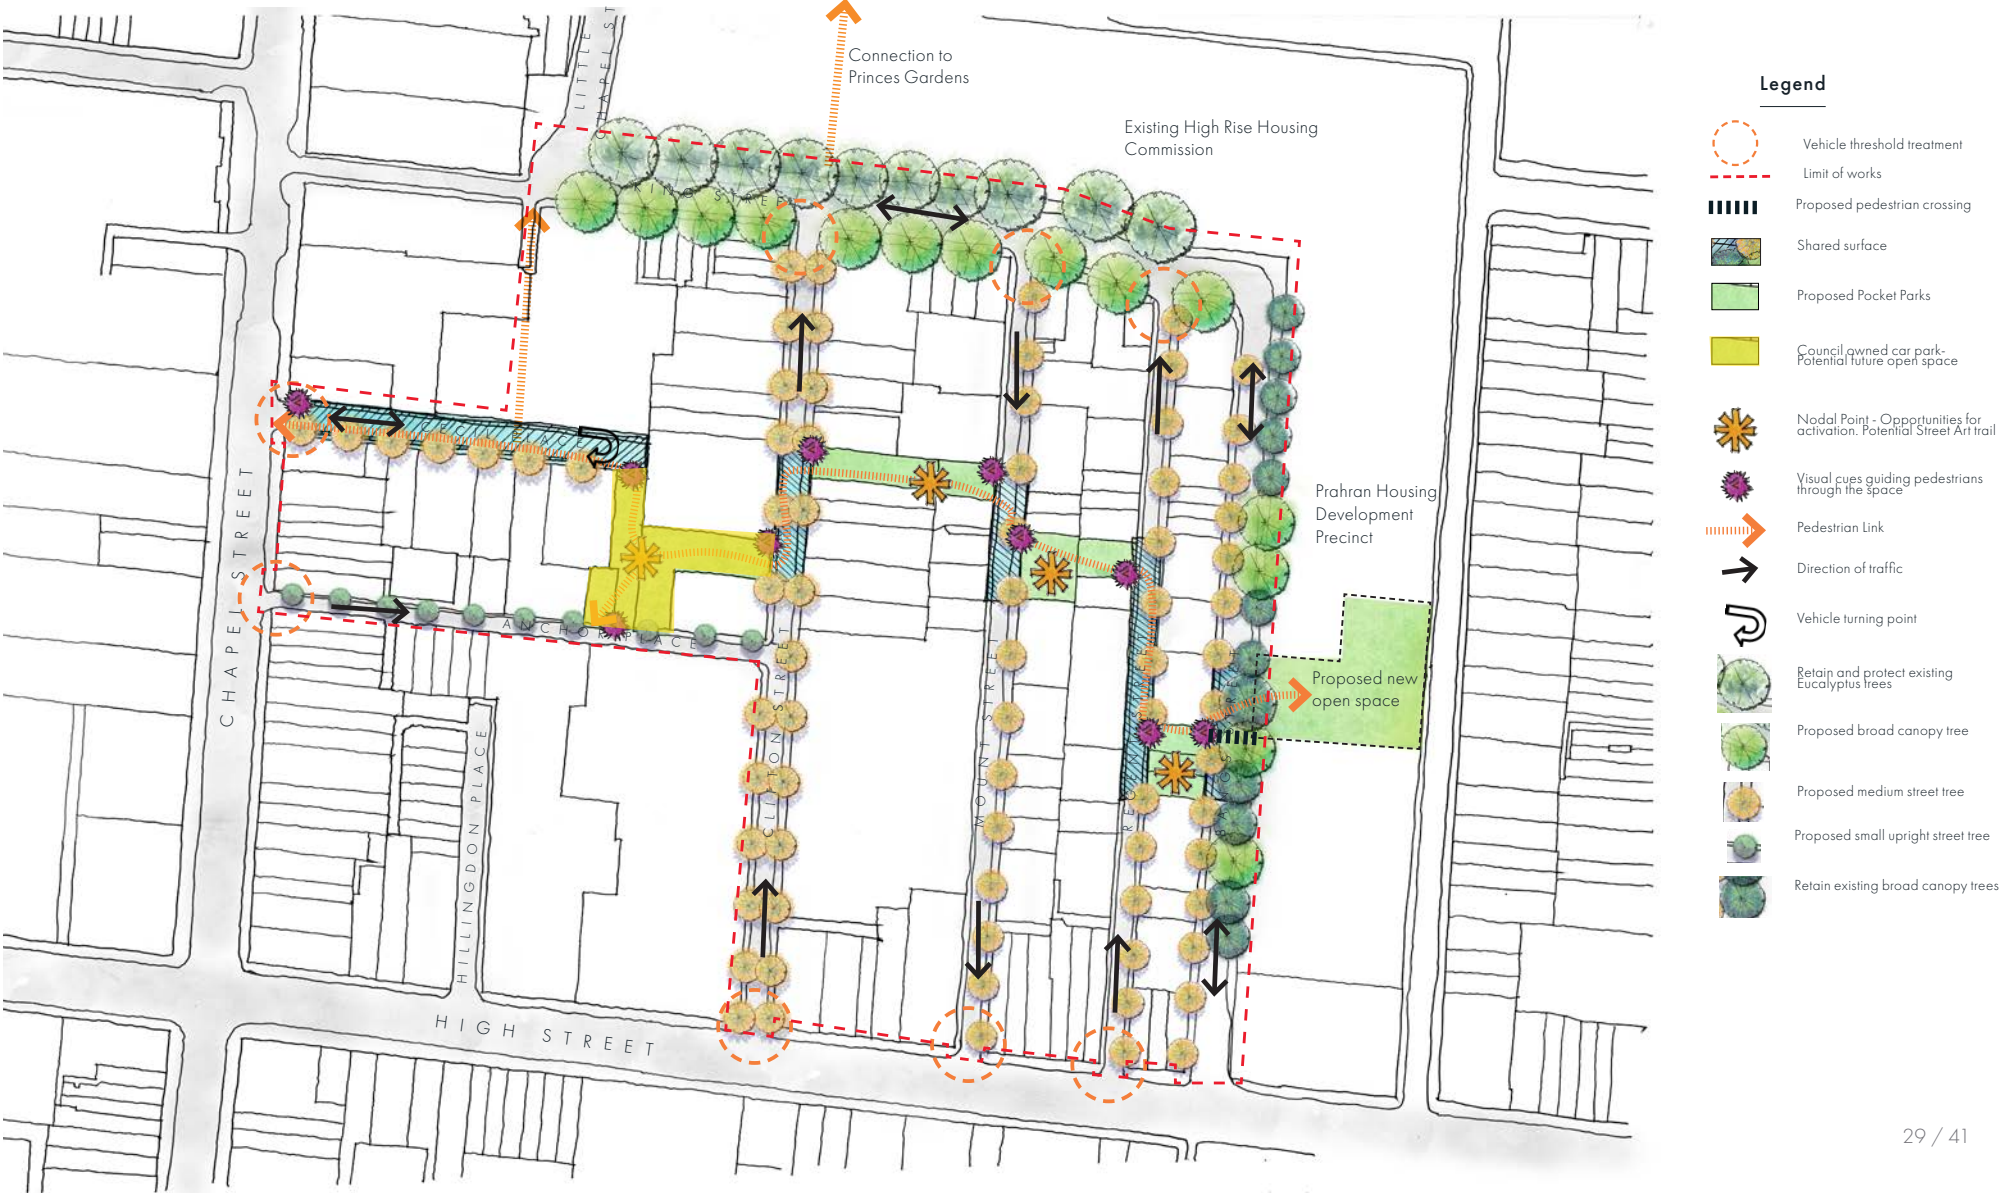 LITTLE
CHAPEL ST
Connection to
Princes Gardens
Existing High Rise Housing
Commission
KING STREE
CHAPEL STREET
ANCHOR PLACE
HILLINGDON PLACE
CLIFTON STREET
MOUNT STREET
Prahran Housing
Development
Precinct
Proposed new
open space
HIGH STREET
Legend
Vehicle threshold treatment
Limit of works
Proposed pedestrian crossing
Shared surface
Proposed Pocket Parks
Council owned car park-
Potential future open space
Nodal Point - Opportunities for
activation. Potential Street Art trail
Visual cues guiding pedestrians
through the space
Pedestrian Link
Direction of traffic
Vehicle turning point
Retain and protect existing
Eucalyptus trees
Proposed broad canopy tree
Proposed medium street tree
Proposed small upright street tree
Retain existing broad canopy trees
29 / 41